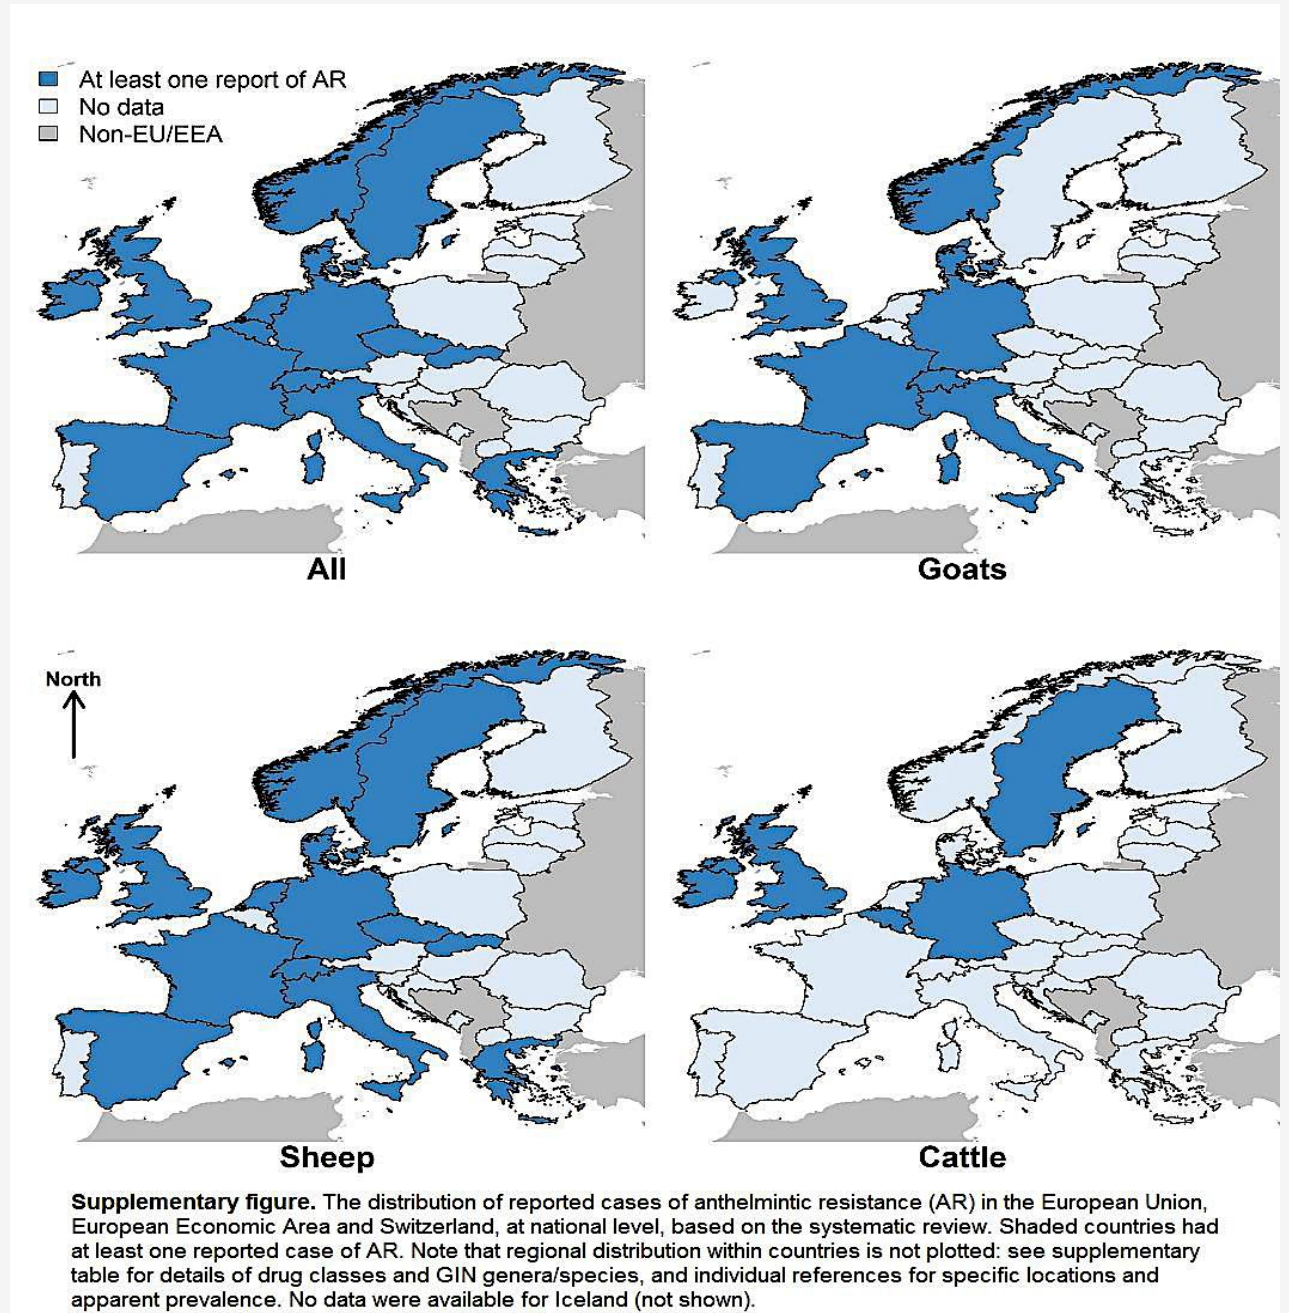 At least one report of AR
No data
Non-EU/EEA
All
Goats
North
Sheep
Cattle
Supplementary figure. The distribution of reported cases of anthelmintic resistance (AR) in the European Union,
European Economic Area and Switzerland, at national level, based on the systematic review. Shaded countries had
at least one reported case of AR. Note that regional distribution within countries is not plotted: see supplementary
table for details of drug classes and GIN genera/species, and individual references for specific locations and
apparent prevalence. No data were available for Iceland (not shown).